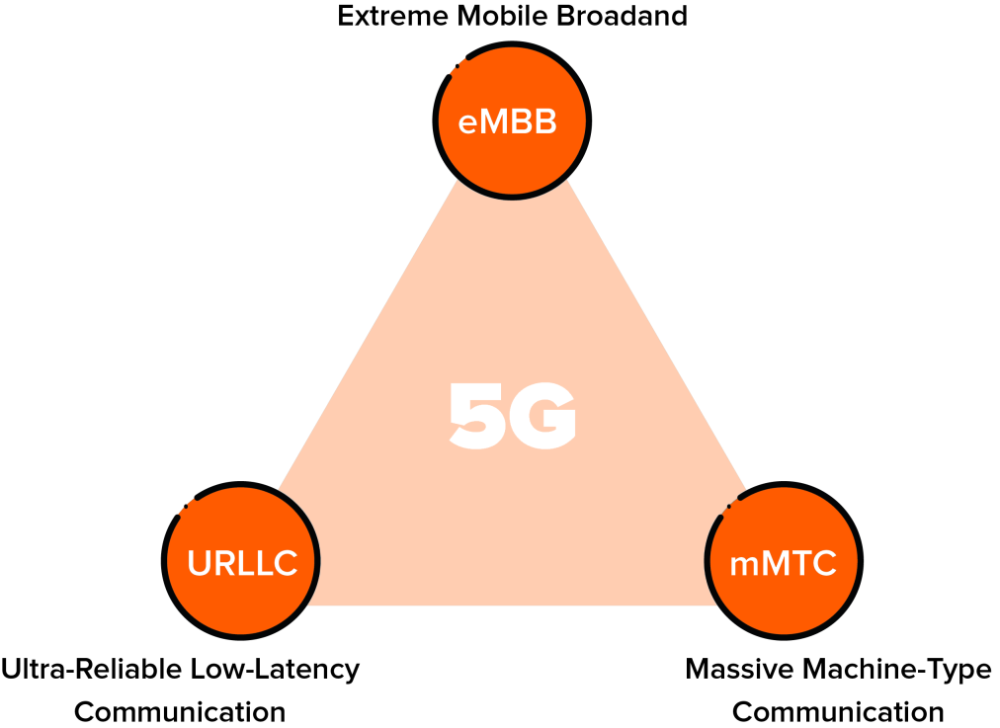 Extreme Mobile Broadand
eMBB
5G
URLLC
mMTC
Ultra-Reliable Low-Latency
Communication
Massive Machine-Type
Communication